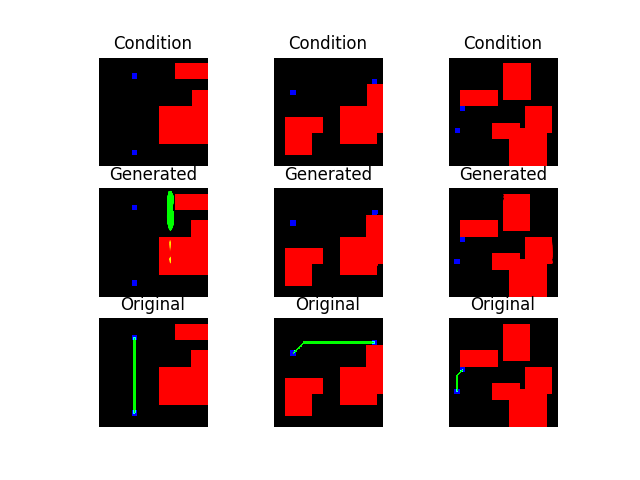 Condition Condition Condition
Generated Generated Generated
Original Original Original